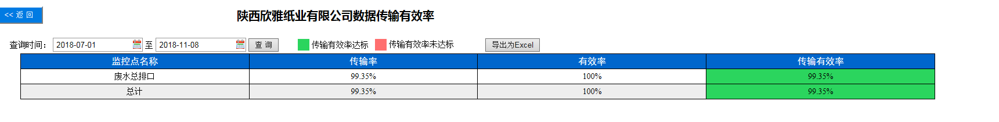 << 返 回
陕西欣雅纸业有限公司数据传输有效率
查询时间： 2018-07-01 至 2018-11-08 查 询 传输有效率达标 传输有效率未达标 导出为Excel
监控点名称 传输率 有效率 传输有效率
废水总排口 99.35% 100% 99.35%
总计 99.35% 100% 99.35%